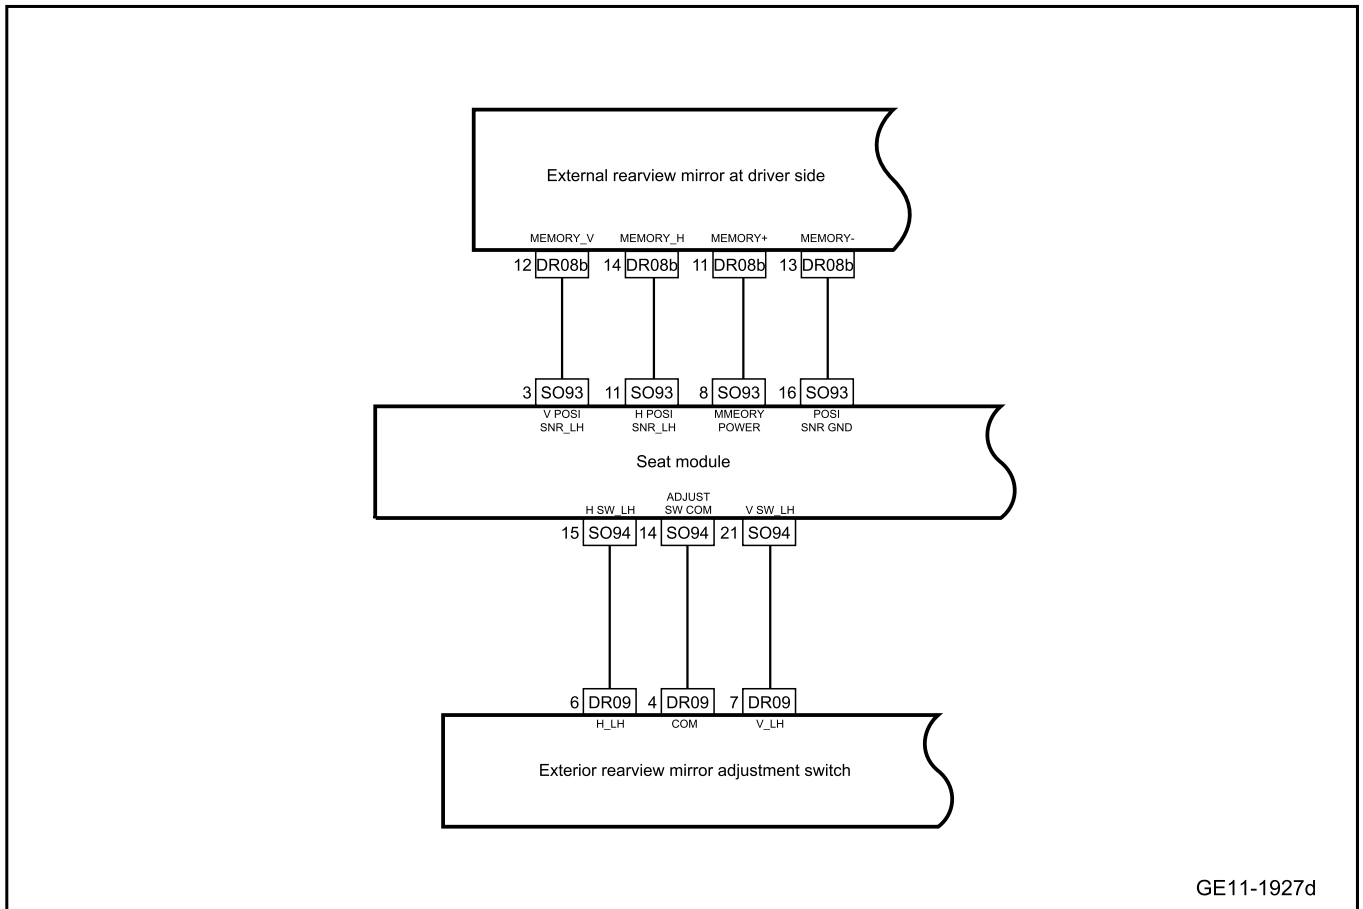 External rearview mirror at driver side
MEMORY_V MEMORY_H MEMORY+ MEMORY-
12 DR08b 14 DR08b 11 DR08b 13 DR08b
3 SO93 11 SO93 8 SO93 16 SO93
V POSI H POSI MMEORY POSI
SNR_LH SNR_LH POWER SNR GND
Seat module
ADJUST
H SW_LH SW COM V SW_LH
15 SO94 14 SO94 21 SO94
6 DR09 4 DR09 7 DR09
H_LH COM V_LH
Exterior rearview mirror adjustment switch
GE11-1927d